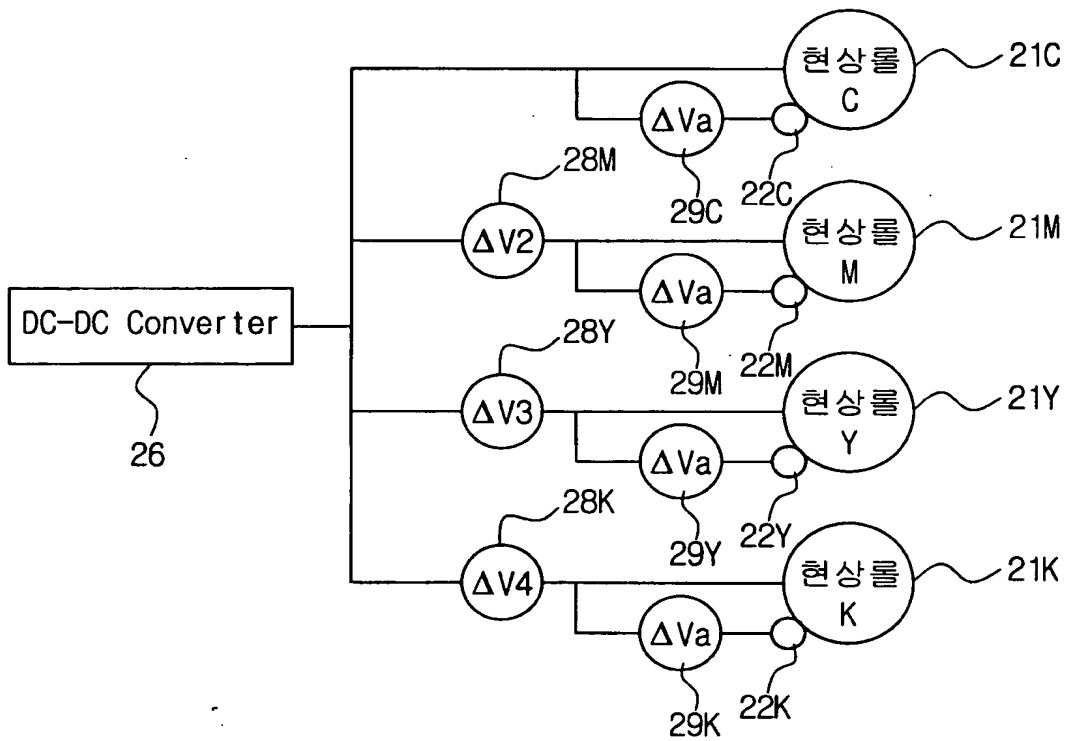 현상롤
C
21C
ΔVa
28M
29C
22C
ΔV2
현상롤
M
21M
ΔVa
DC-DC Converter
28Y
29M
22M
ΔV3
현상롤
Y
21Y
26
ΔVa
28K
29Y
22Y
ΔV4
현상롤
K
21K
ΔVa
29K
22K